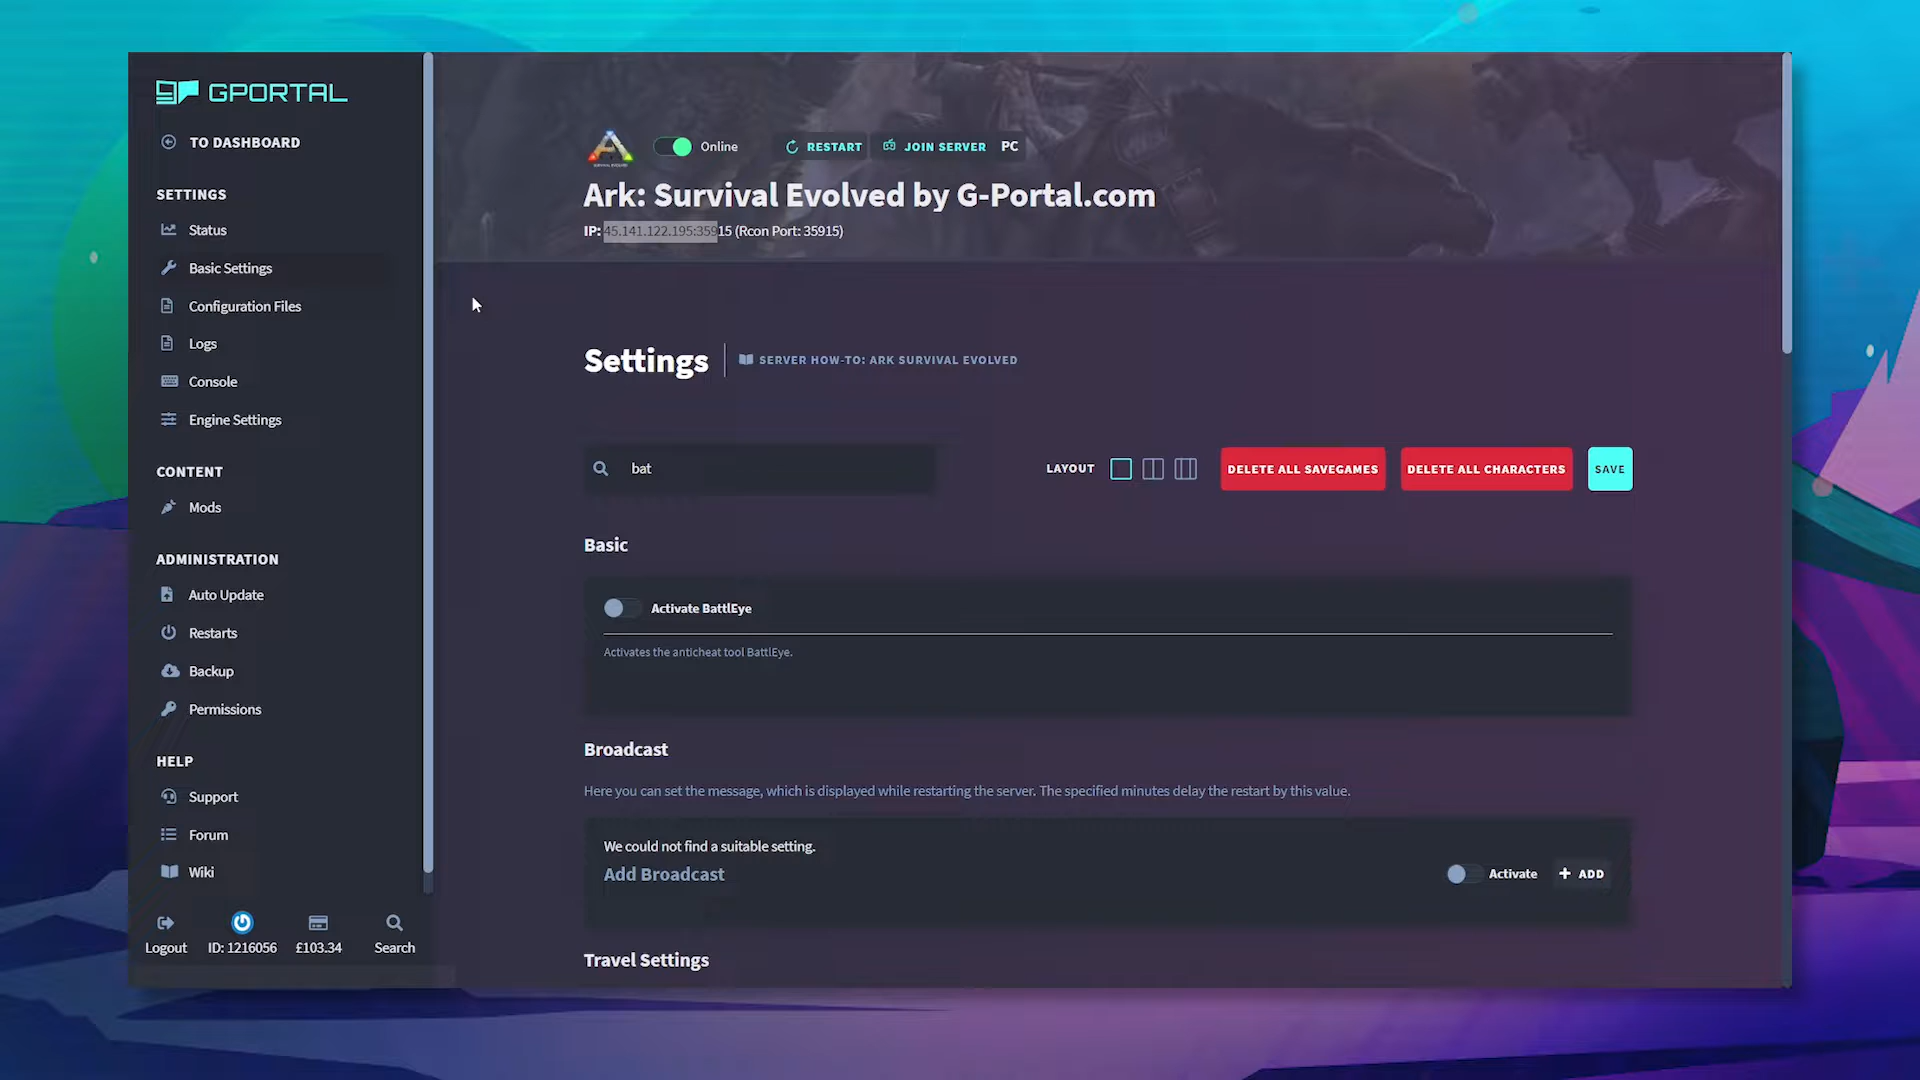 GPORTAL
TO DASHBOARD
SETTINGS
Status
Basic Settings
Configuration Files
Logs
Console
Engine Settings
CONTENT
Mods
ADMINISTRATION
Auto Update
Restarts
Backup
Permissions
HELP
Support
Forum
Wiki
Logout
ID: 1216056
£103.34
Search
Online
RESTART
JOIN SERVER PC
Ark: Survival Evolved by G-Portal.com
IP: 45.141.122.195:35915 (Rcon Port: 35915)
Settings
SERVER HOW-TO: ARK SURVIVAL EVOLVED
bat
LAYOUT
DELETE ALL SAVEGAMES
DELETE ALL CHARACTERS
SAVE
Basic
Activate BattlEye
Activates the anticheat tool BattlEye.
Broadcast
Here you can set the message, which is displayed while restarting the server. The specified minutes delay the restart by this value.
We could not find a suitable setting.
Add Broadcast
Activate
+ ADD
Travel Settings